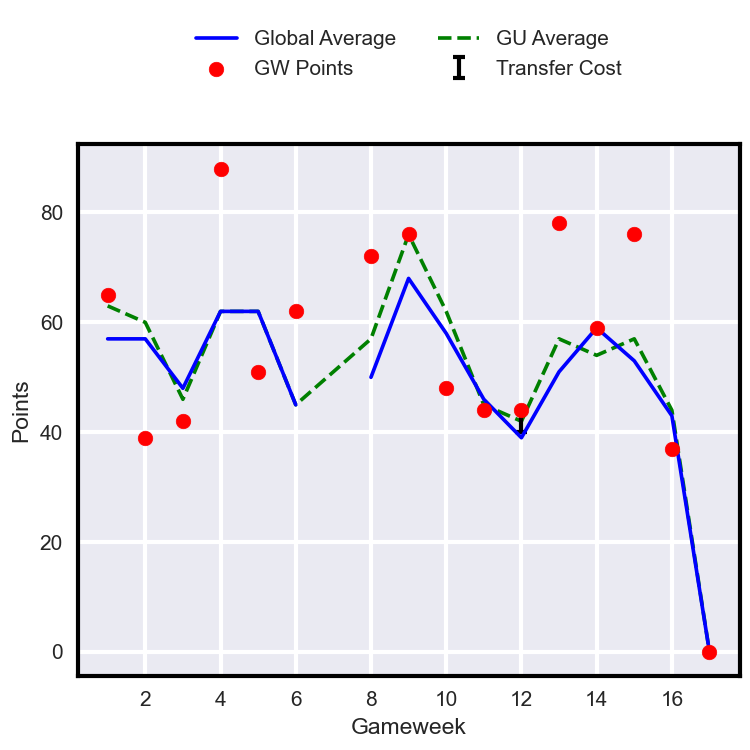 Global Average GU Average
GW Points Transfer Cost
80
60
40
20
0
Points
2 4 6 8 10 12 14 16
Gameweek